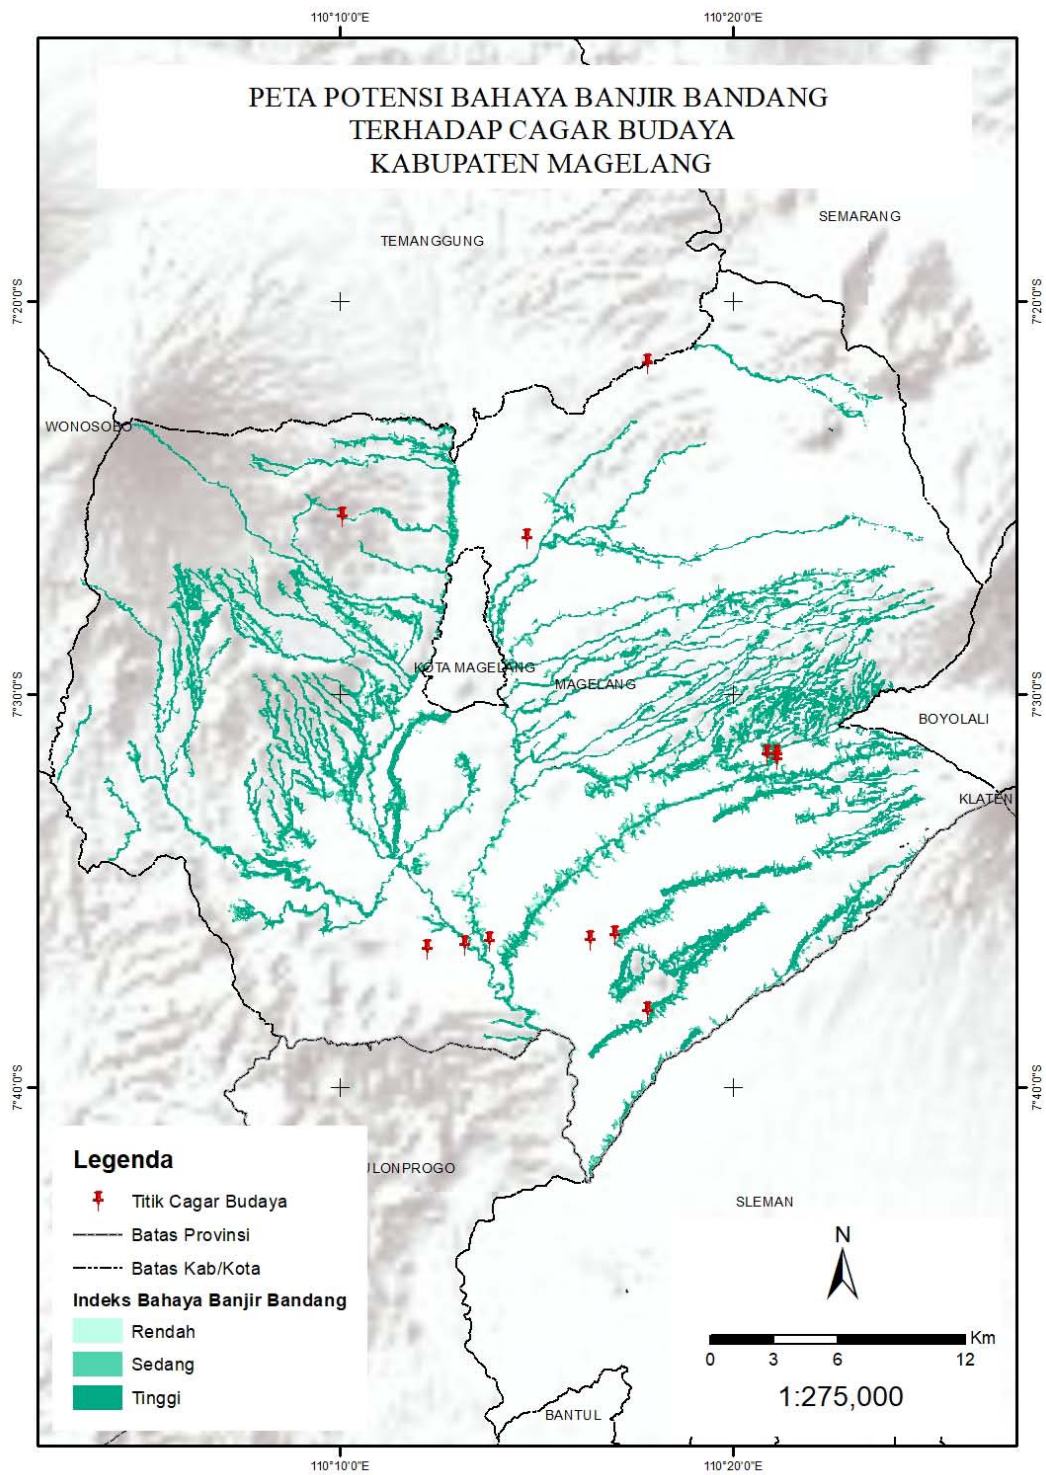 110°10'0"E
110°20'0"E
PETA POTENSI BAHAYA BANJIR BANDANG
TERHADAP CAGAR BUDAYA
KABUPATEN MAGELANG
SEMARANG
TEMANGGUNG
7°20'0"S
7°20'0"S
WONOSOBO
KOTA MAGELANG
MAGELANG
7°30'0"S
7°30'0"S
BOYOLALI
KLATEN
7°40'0"S
7°40'0"S
Legenda
Titik Cagar Budaya
Batas Provinsi
Batas Kab/Kota
Indeks Bahaya Banjir Bandang
Rendah
Sedang
Tinggi
ULONPROGO
SLEMAN
N
Km
0 3 6 12
1:275,000
BANTUL
110°10'0"E
110°20'0"E